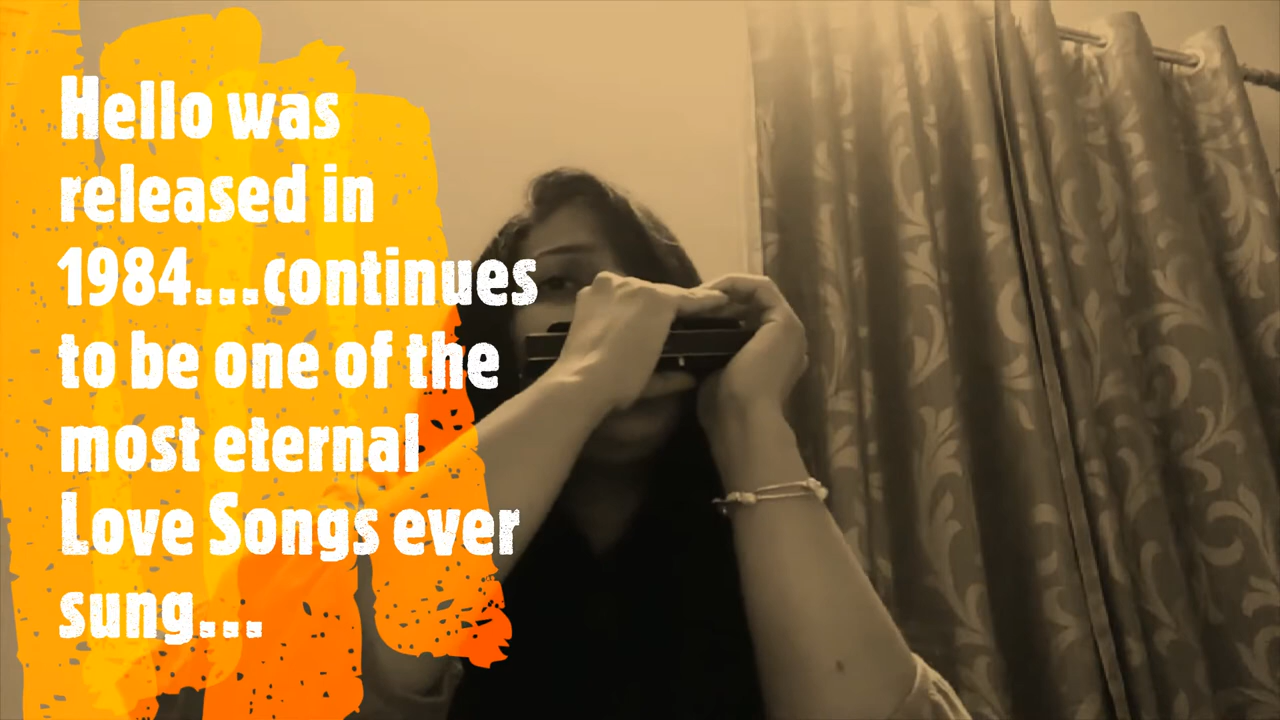 Hello was
released in
1984...continues
to be one of the
most eternal
Love Songs ever
sung...